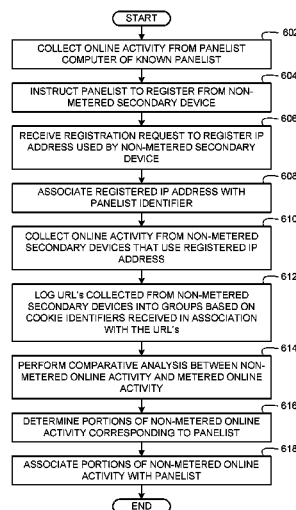 START
602
COLLECT ONLINE ACTIVITY FROM PANELIST
COMPUTER OF KNOWN PANELIST
604
INSTRUCT PANELIST TO REGISTER FROM NON-
METERED SECONDARY DEVICE
606
RECEIVE REGISTRATION REQUEST TO REGISTER IP
ADDRESS USED BY NON-METERED SECONDARY
DEVICE
608
ASSOCIATE REGISTERED IP ADDRESS WITH
PANELIST IDENTIFIER
610
COLLECT ONLINE ACTIVITY FROM NON-METERED
SECONDARY DEVICES THAT USE REGISTERED IP
ADDRESS
612
LOG URL's COLLECTED FROM NON-METERED
SECONDARY DEVICES INTO GROUPS BASED ON
COOKIE IDENTIFIERS RECEIVED IN ASSOCIATION
WITH THE URL's
614
PERFORM COMPARATIVE ANALYSIS BETWEEN NON-
METERED ONLINE ACTIVITY AND METERED ONLINE
ACTIVITY
616
DETERMINE PORTIONS OF NON-METERED ONLINE
ACTIVITY CORRESPONDING TO PANELIST
618
ASSOCIATE PORTIONS OF NON-METERED ONLINE
ACTIVITY WITH PANELIST
END